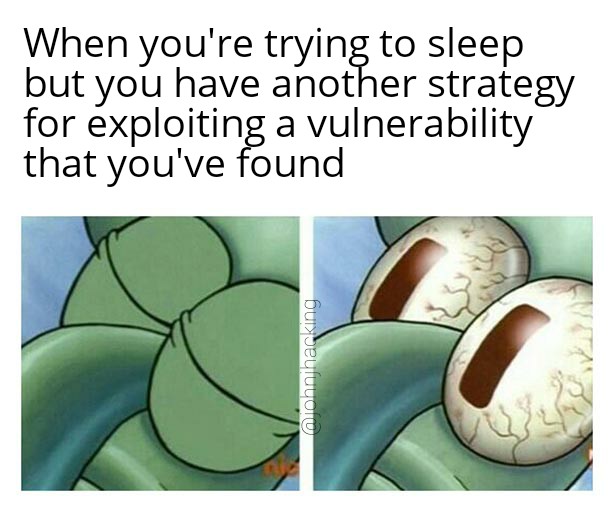 When you're trying to sleep
but you have another strategy
for exploiting a vulnerability
that you've found
@johnjhacking
nic